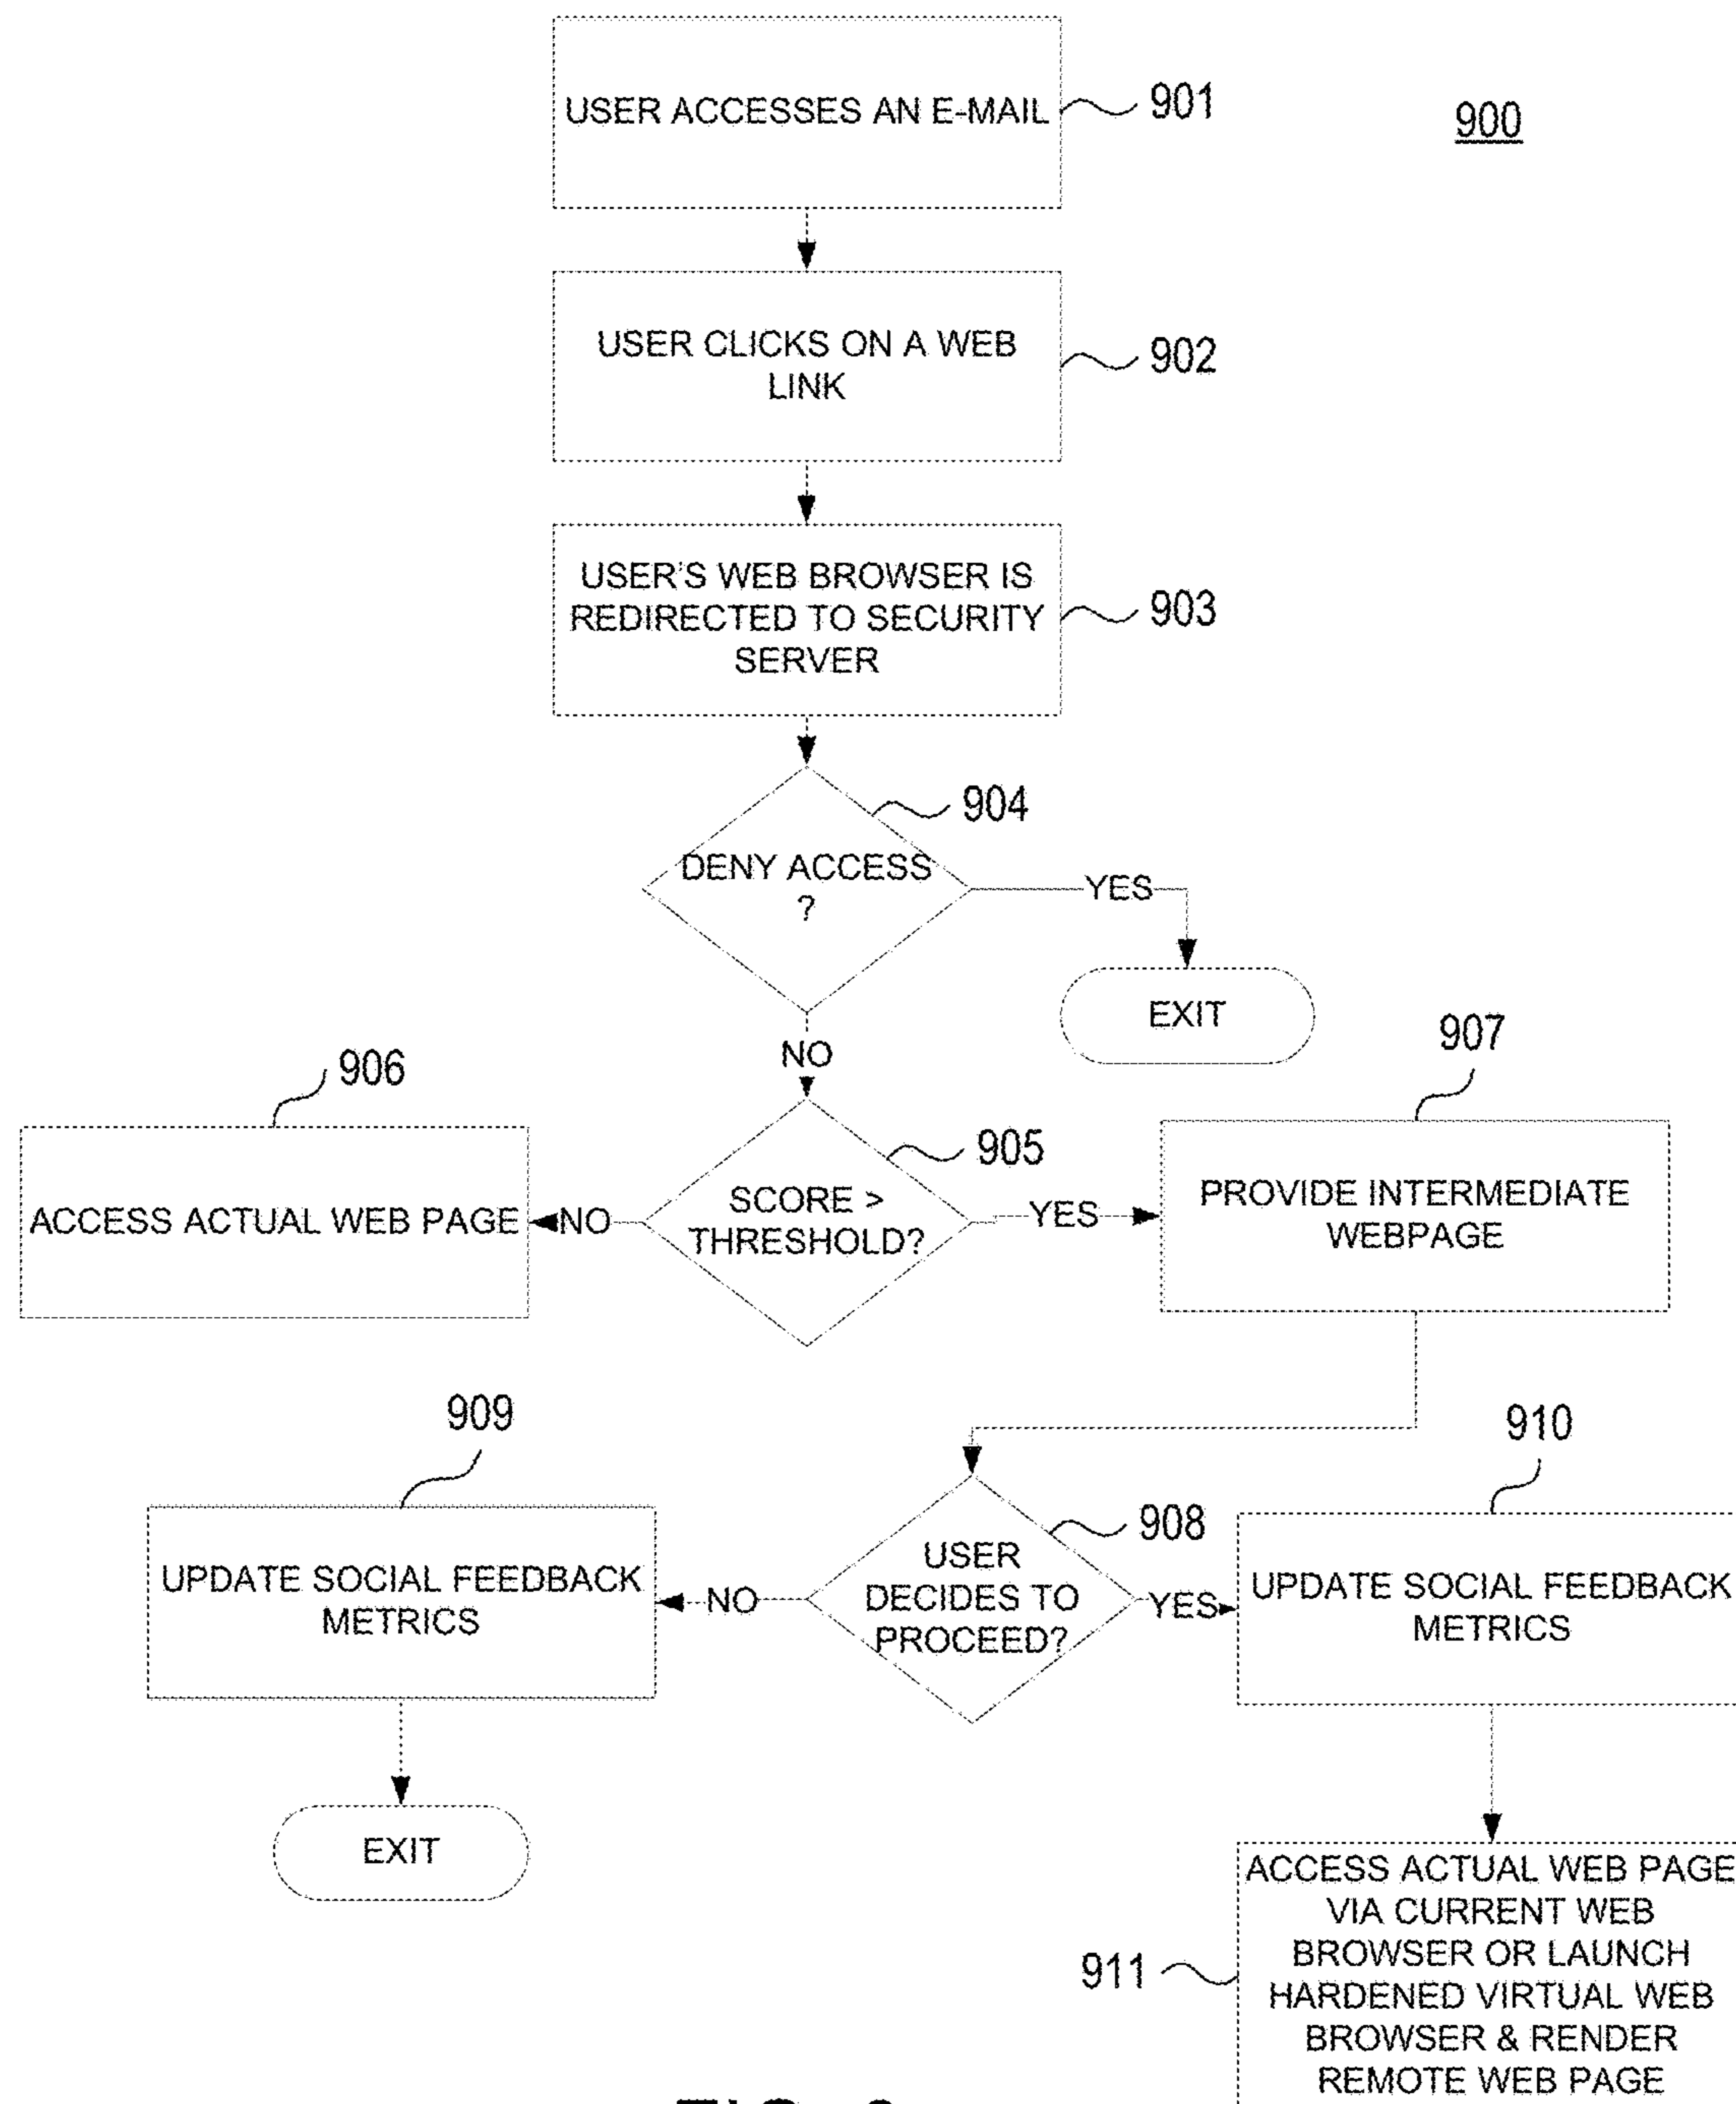 USER ACCESSES AN E-MAIL
901
900
USER CLICKS ON A WEB
LINK
902
USER'S WEB BROWSER IS
REDIRECTED TO SECURITY
SERVER
903
904
DENY ACCESS
?
YES
EXIT
NO
907
906
905
ACCESS ACTUAL WEB PAGE
NO
SCORE >
THRESHOLD?
YES
PROVIDE INTERMEDIATE
WEBPAGE
909
910
908
UPDATE SOCIAL FEEDBACK
METRICS
NO
USER
DECIDES TO
PROCEED?
YES
UPDATE SOCIAL FEEDBACK
METRICS
EXIT
ACCESS ACTUAL WEB PAGE
VIA CURRENT WEB
BROWSER OR LAUNCH
HARDENED VIRTUAL WEB
BROWSER & RENDER
REMOTE WEB PAGE
911